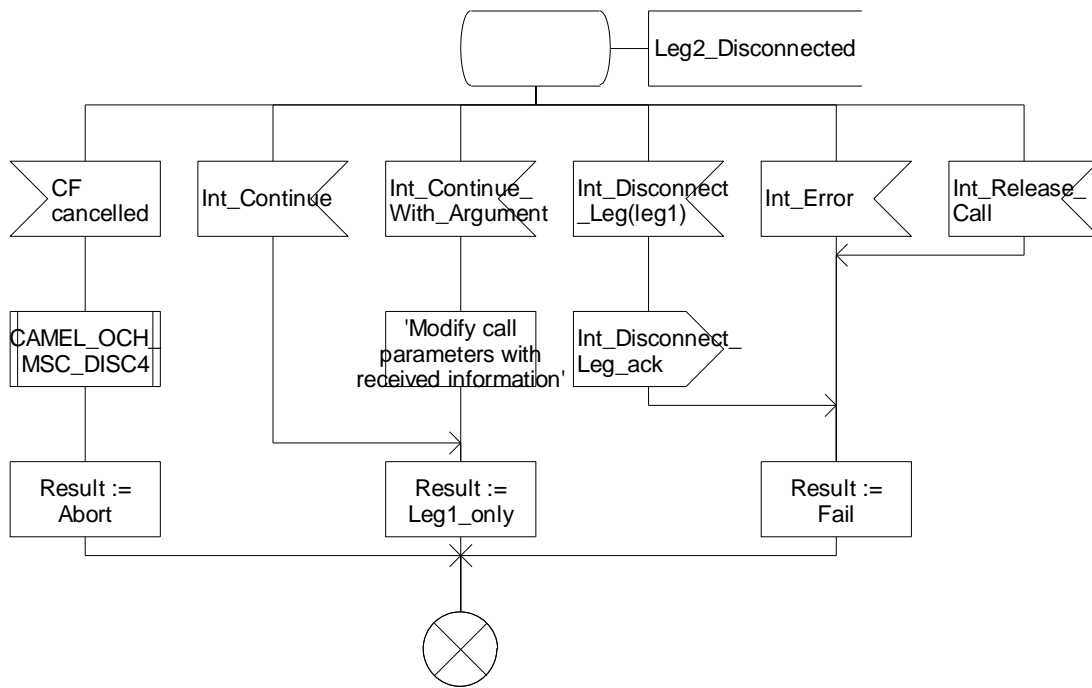 Leg2_Disconnected
CF
cancelled
Int_Continue
Int_Continue_
With_Argument
Int_Disconnect
_Leg(leg1)
Int_Error
Int_Release_
Call
CAMEL_OCH_
MSC_DISC4
'Modify call
parameters with
received information'
Int_Disconnect_
Leg_ack
Result :=
Abort
Result :=
Leg1_only
Result :=
Fail